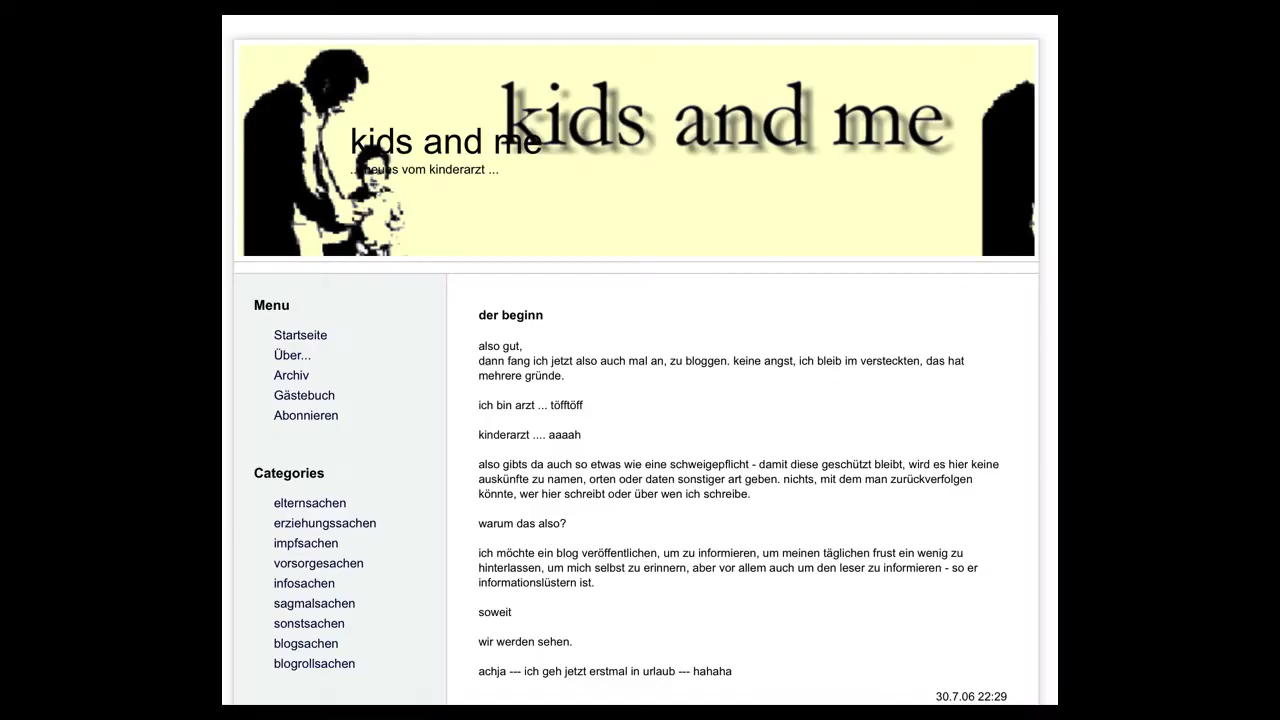 kids and me
kids and me
... neues vom kinderarzt ...
Menu
Startseite
Über...
Archiv
Gästebuch
Abonnieren
Categories
elternsachen
erziehungssachen
impfsachen
vorsorgesachen
infosachen
sagmalsachen
sonstsachen
blogsachen
blogrollsachen
der beginn
also gut,
dann fang ich jetzt also auch mal an, zu bloggen. keine angst, ich bleib im versteckten, das hat
mehrere gründe.
ich bin arzt ... töfftöff
kinderarzt .... aaaah
also gibts da auch so etwas wie eine schweigepflicht - damit diese geschützt bleibt, wird es hier keine
auskünfte zu namen, orten oder daten sonstiger art geben. nichts, mit dem man zurückverfolgen
könnte, wer hier schreibt oder über wen ich schreibe.
warum das also?
ich möchte ein blog veröffentlichen, um zu informieren, um meinen täglichen frust ein wenig zu
hinterlassen, um mich selbst zu erinnern, aber vor allem auch um den leser zu informieren - so er
informationslüstern ist.
soweit
wir werden sehen.
achja --- ich geh jetzt erstmal in urlaub --- hahaha
30.7.06 22:29